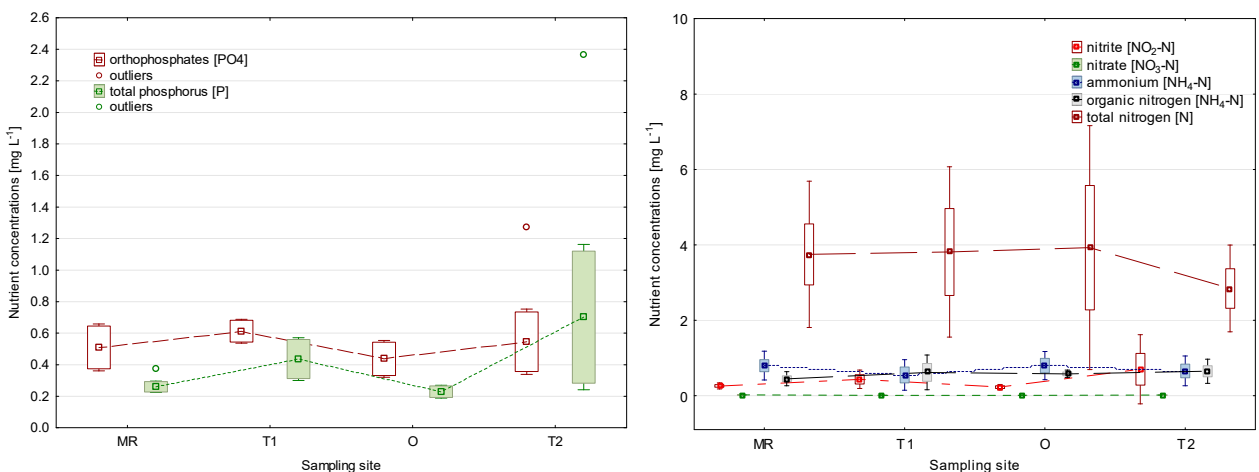 Nutrient concentrations [mg L⁻¹]
2.6
2.4
2.2
2.0
1.8
1.6
1.4
1.2
1.0
0.8
0.6
0.4
0.2
0.0
orthophosphates [PO4]
outliers
total phosphorus [P]
outliers
MR T1 O T2
Sampling site
Nutrient concentrations [mg L⁻¹]
10
8
6
4
2
0
nitrite [NO₂-N]
nitrate [NO₃-N]
ammonium [NH₄-N]
organic nitrogen [NH₄-N]
total nitrogen [N]
MR T1 O T2
Sampling site